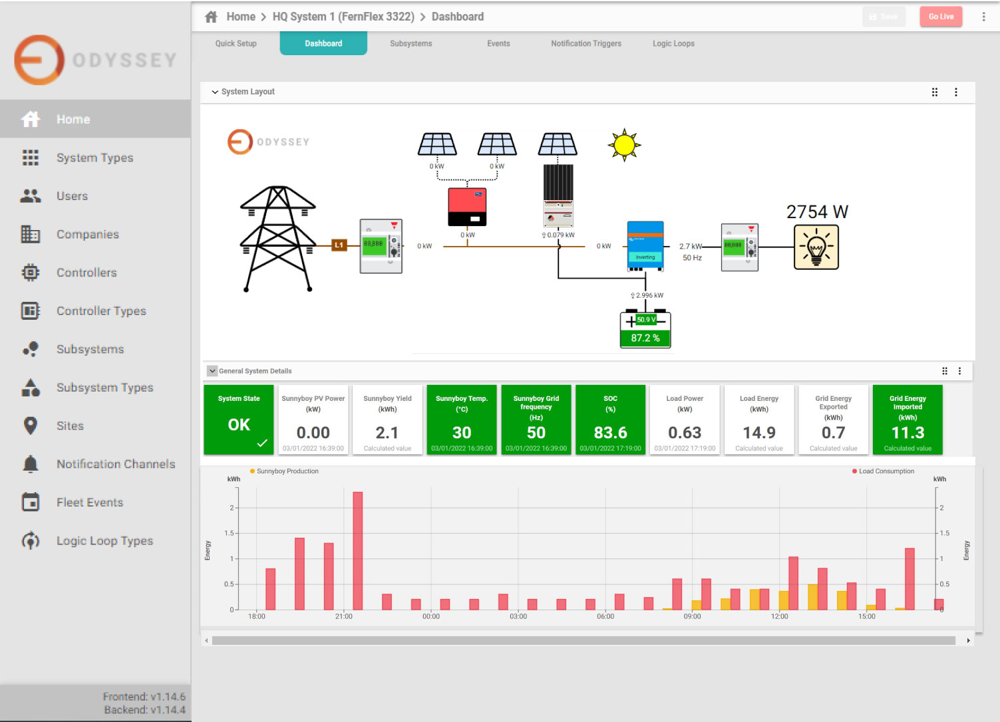 Home > HQ System 1 (FernFlex 3322) > Dashboard
Save
Go Live
ODYSSEY
Quick Setup
Dashboard
Subsystems
Events
Notification Triggers
Logic Loops
Home
System Types
Users
Companies
Controllers
Controller Types
Subsystems
Subsystem Types
Sites
Notification Channels
Fleet Events
Logic Loop Types
Frontend: v1.14.6
Backend: v1.14.4
System Layout
ODYSSEY
0 kW
0 kW
2754 W
0 kW
0.079 kW
L1
88,888
0 kW
0 kW
Inverting
2.7 kW
50 Hz
88,888
2.996 kW
50.9 V
87.2 %
General System Details
System State
OK
Sunnyboy PV Power
(kW)
0.00
03/01/2022 16:39:00
Sunnyboy Yield
(kWh)
2.1
Calculated value
Sunnyboy Temp.
(°C)
30
03/01/2022 16:39:00
Sunnyboy Grid
frequency
(Hz)
50
03/01/2022 16:39:00
SOC
(%)
83.6
03/01/2022 17:19:00
Load Power
(kW)
0.63
03/01/2022 17:19:00
Load Energy
(kWh)
14.9
Calculated value
Grid Energy
Exported
(kWh)
0.7
Calculated value
Grid Energy
Imported
(kWh)
11.3
Calculated value
Sunnyboy Production
Load Consumption
kWh
kWh
2
1.5
1
0.5
0
Energy
2
1.5
1
0.5
0
Energy
18:00
21:00
00:00
03:00
06:00
09:00
12:00
15:00